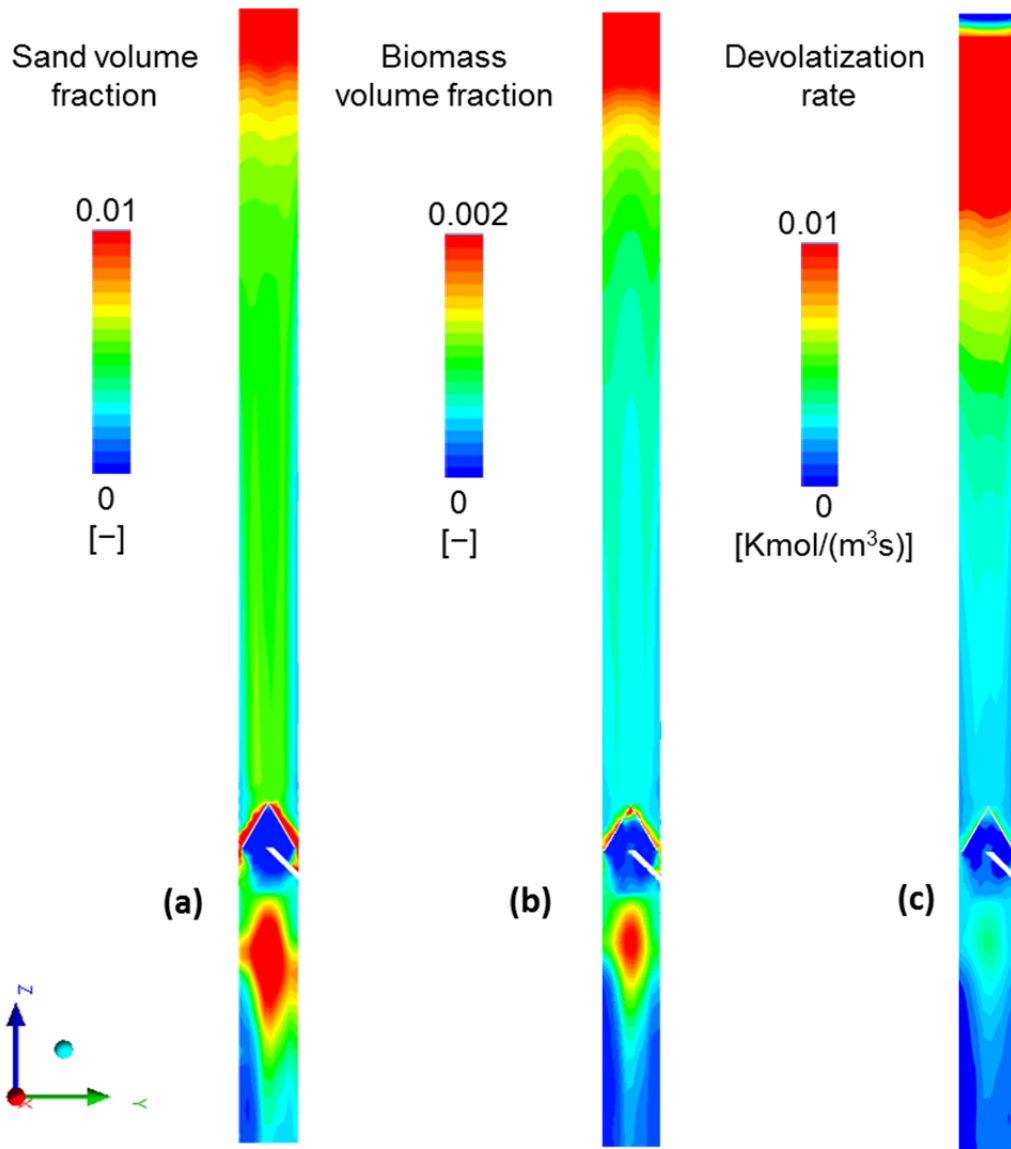 Sand volume
fraction
Biomass
volume fraction
Devolatization
rate
0.01
0.002
0.01
0
[–]
0
[–]
0
[Kmol/(m³s)]
(a)
(b)
(c)
Z
X
Y